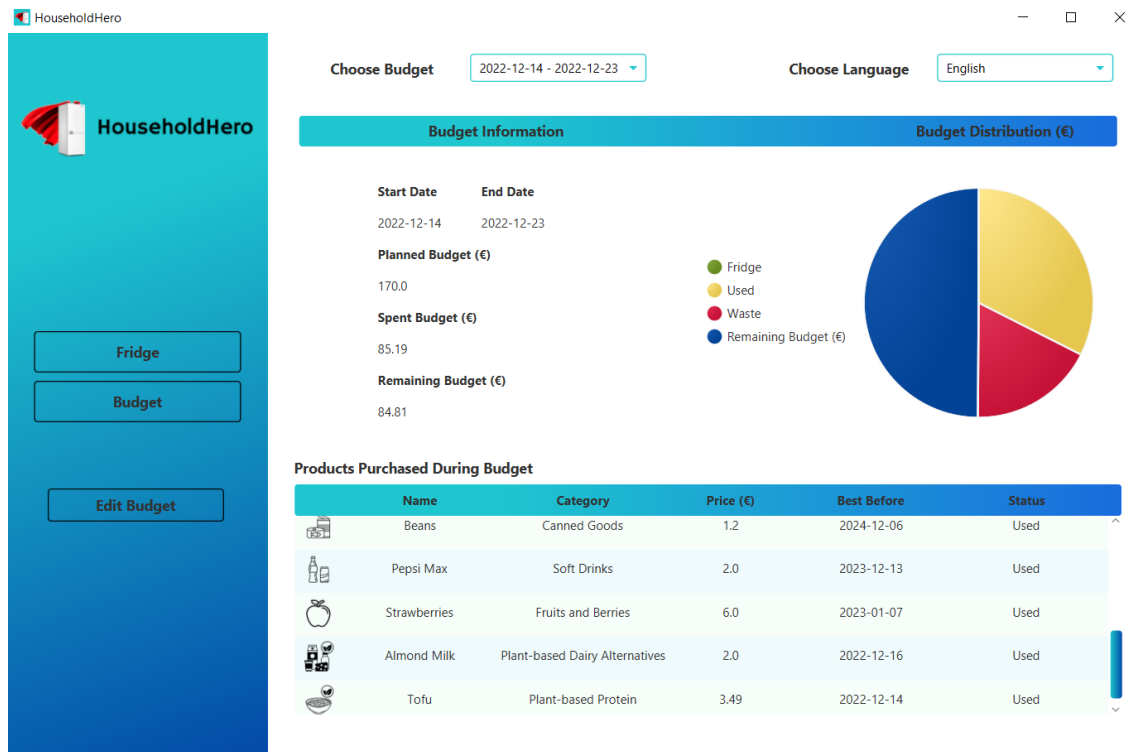 HouseholdHero
Choose Budget 2022-12-14 - 2022-12-23 Choose Language English
HouseholdHero
Budget Information Budget Distribution (€)
Start Date End Date
2022-12-14 2022-12-23
Planned Budget (€)
170.0
Spent Budget (€)
85.19
Remaining Budget (€)
84.81
Fridge
Used
Waste
Remaining Budget (€)
Fridge
Budget
Edit Budget
Products Purchased During Budget
Name Category Price (€) Best Before Status
Beans Canned Goods 1.2 2024-12-06 Used
Pepsi Max Soft Drinks 2.0 2023-12-13 Used
Strawberries Fruits and Berries 6.0 2023-01-07 Used
Almond Milk Plant-based Dairy Alternatives 2.0 2022-12-16 Used
Tofu Plant-based Protein 3.49 2022-12-14 Used